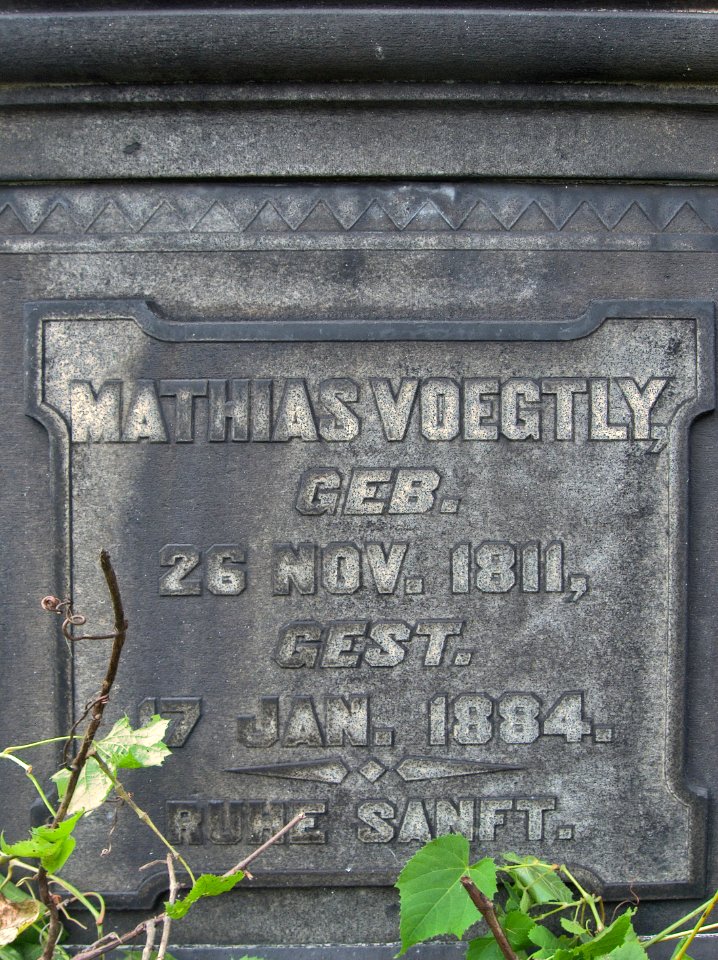 MATHIAS VOEGTLY,
GEB.
26 NOV. 1811,
GEST.
17 JAN. 1884.
RUHE SANFT.